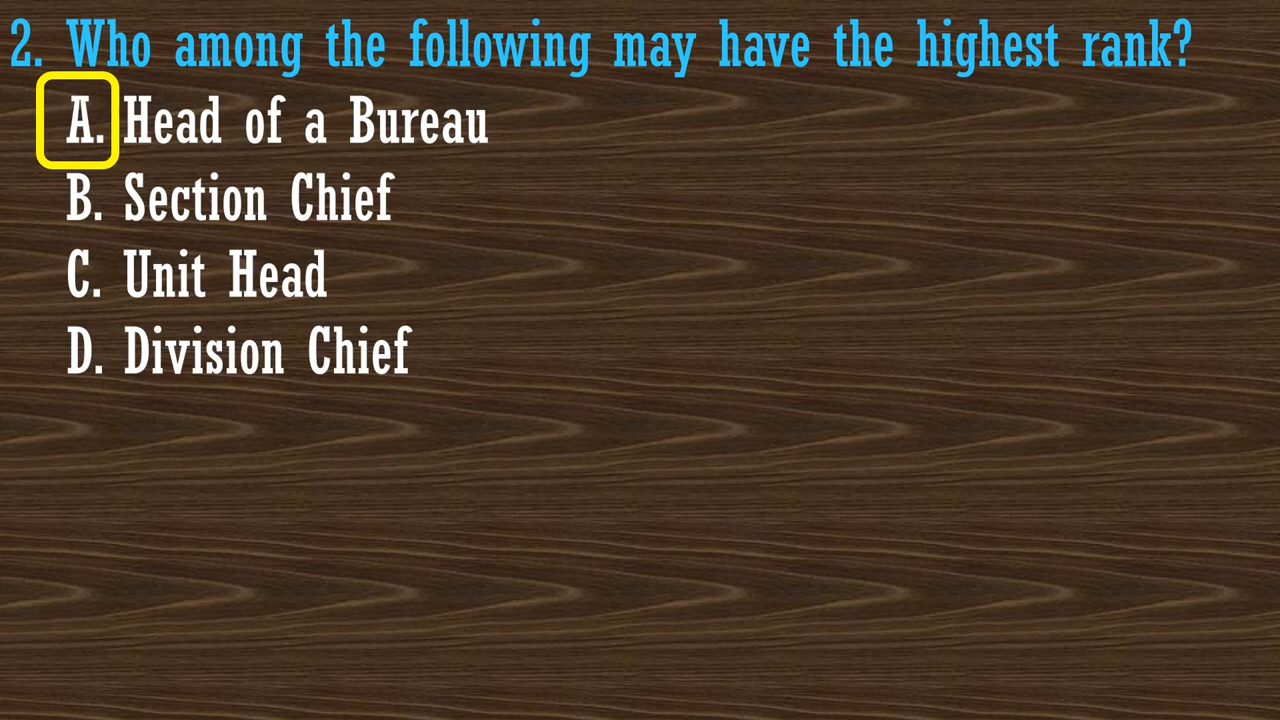 2. Who among the following may have the highest rank?
A. Head of a Bureau
B. Section Chief
C. Unit Head
D. Division Chief